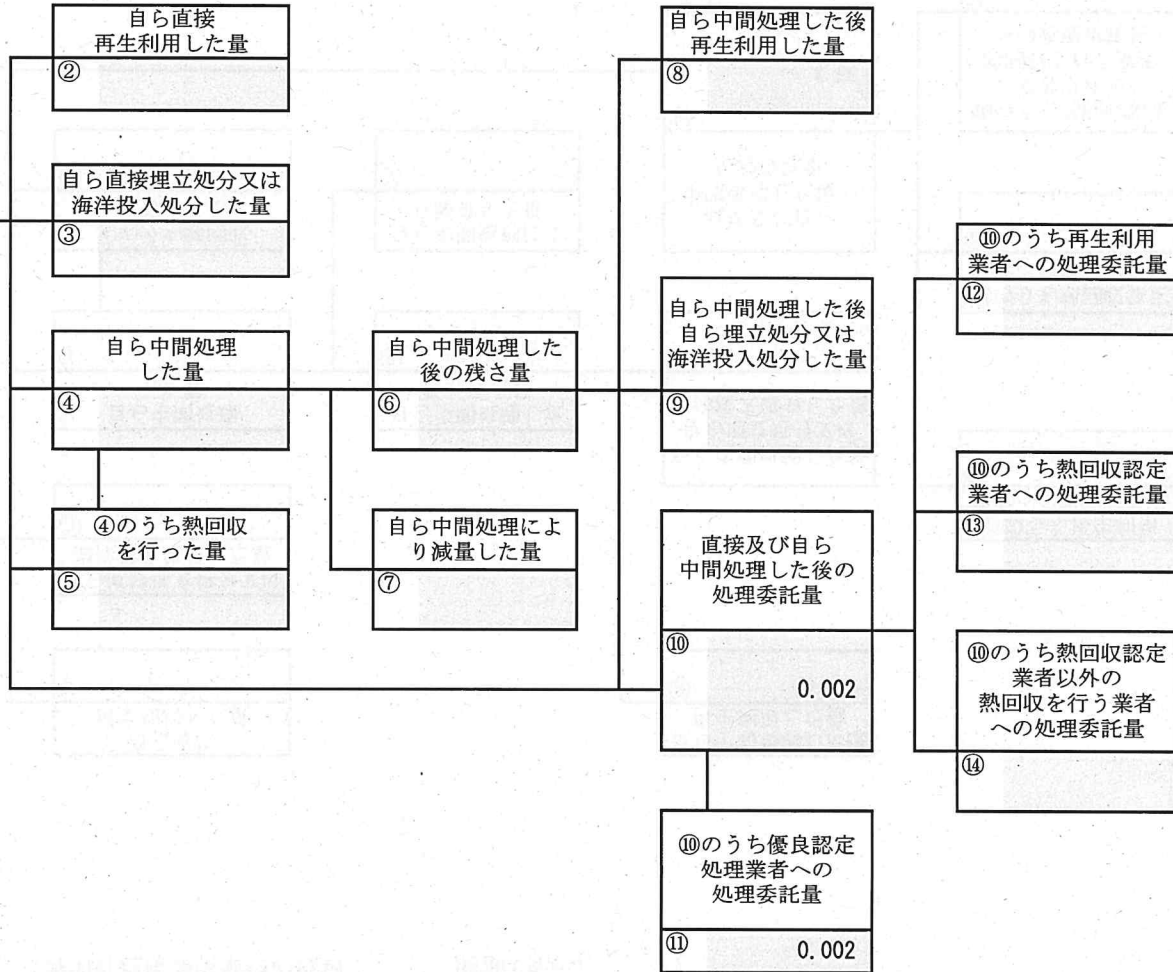 自ら直接
再生利用した量
②
自ら直接埋立処分又は
海洋投入処分した量
③
自ら中間処理
した量
④
④のうち熱回収
を行った量
⑤
自ら中間処理した
後の残さ量
⑥
自ら中間処理によ
り減量した量
⑦
自ら中間処理した後
再生利用した量
⑧
自ら中間処理した後
自ら埋立処分又は
海洋投入処分した量
⑨
直接及び自ら
中間処理した後の
処理委託量
⑩
0.002
⑩のうち優良認定
処理業者への
処理委託量
⑪
0.002
⑩のうち再生利用
業者への処理委託量
⑫
⑩のうち熱回収認定
業者への処理委託量
⑬
⑩のうち熱回収認定
業者以外の
熱回収を行う業者
への処理委託量
⑭